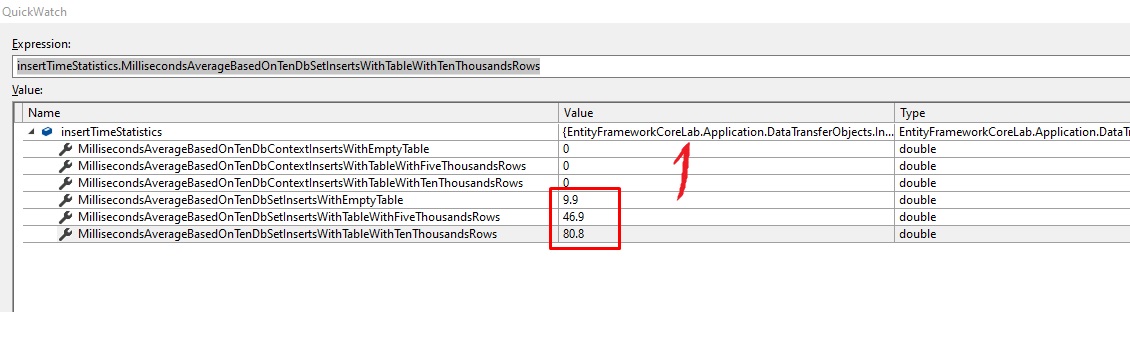 QuickWatch
Expression:
insertTimeStatistics.MillisecondsAverageBasedOnTenDbSetInsertsWithTableWithTenThousandsRows
Value:
Name Value Type
insertTimeStatistics {EntityFrameworkCoreLab.Application.DataTransferObjects.In... EntityFrameworkCoreLab.Application.DataT
MillisecondsAverageBasedOnTenDbContextInsertsWithEmptyTable 0 double
MillisecondsAverageBasedOnTenDbContextInsertsWithTableWithFiveThousandsRows 0 double
MillisecondsAverageBasedOnTenDbContextInsertsWithTableWithTenThousandsRows 0 double
MillisecondsAverageBasedOnTenDbSetInsertsWithEmptyTable 9.9 double
MillisecondsAverageBasedOnTenDbSetInsertsWithTableWithFiveThousandsRows 46.9 double
MillisecondsAverageBasedOnTenDbSetInsertsWithTableWithTenThousandsRows 80.8 double
1